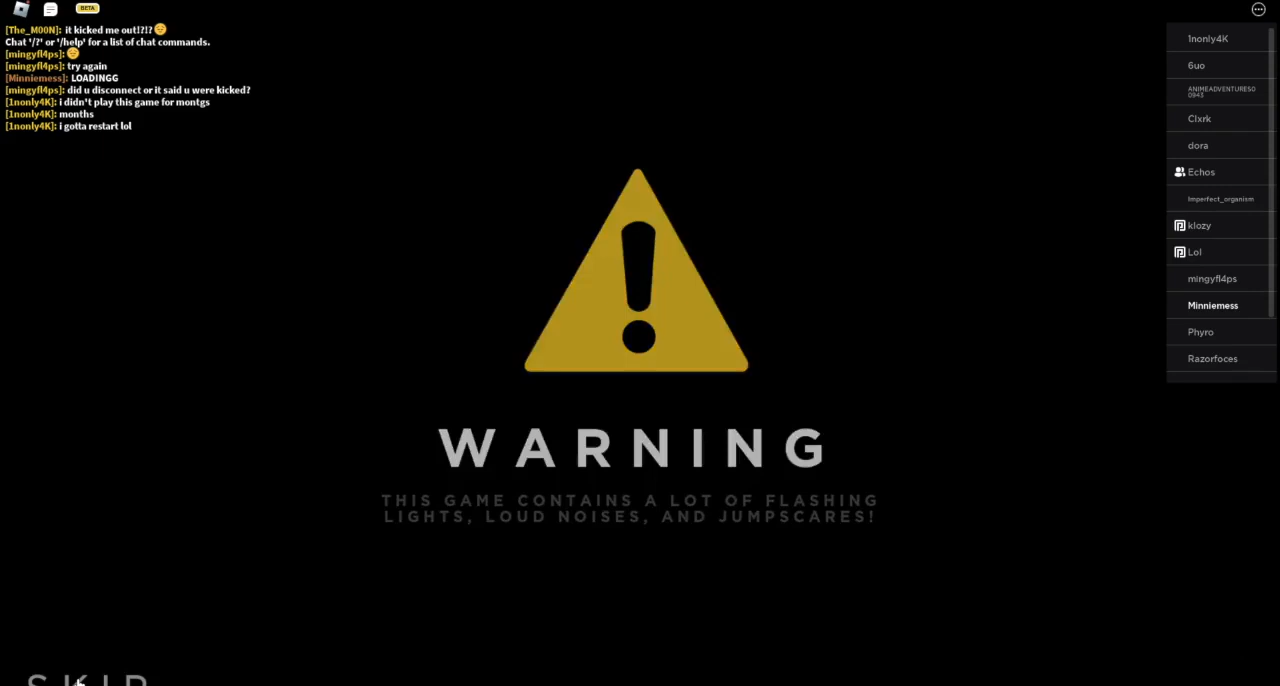 BETA
[The_M00N]: it kicked me out!?!?
Chat '/?' or '/help' for a list of chat commands.
[mingyfl4ps]:
[mingyfl4ps]: try again
[Minniemess]: LOADINGG
[mingyfl4ps]: did u disconnect or it said u were kicked?
[1nonly4K]: i didn't play this game for montgs
[1nonly4K]: months
[1nonly4K]: i gotta restart lol
1nonly4K
6uo
ANIMEADVENTURES0
0943
Clxrk
dora
Echos
Imperfect_organism
klozy
Lol
mingyfl4ps
Minniemess
Phyro
Razorfoces
WARNING
THIS GAME CONTAINS A LOT OF FLASHING
LIGHTS, LOUD NOISES, AND JUMPSCARES!
SKIP